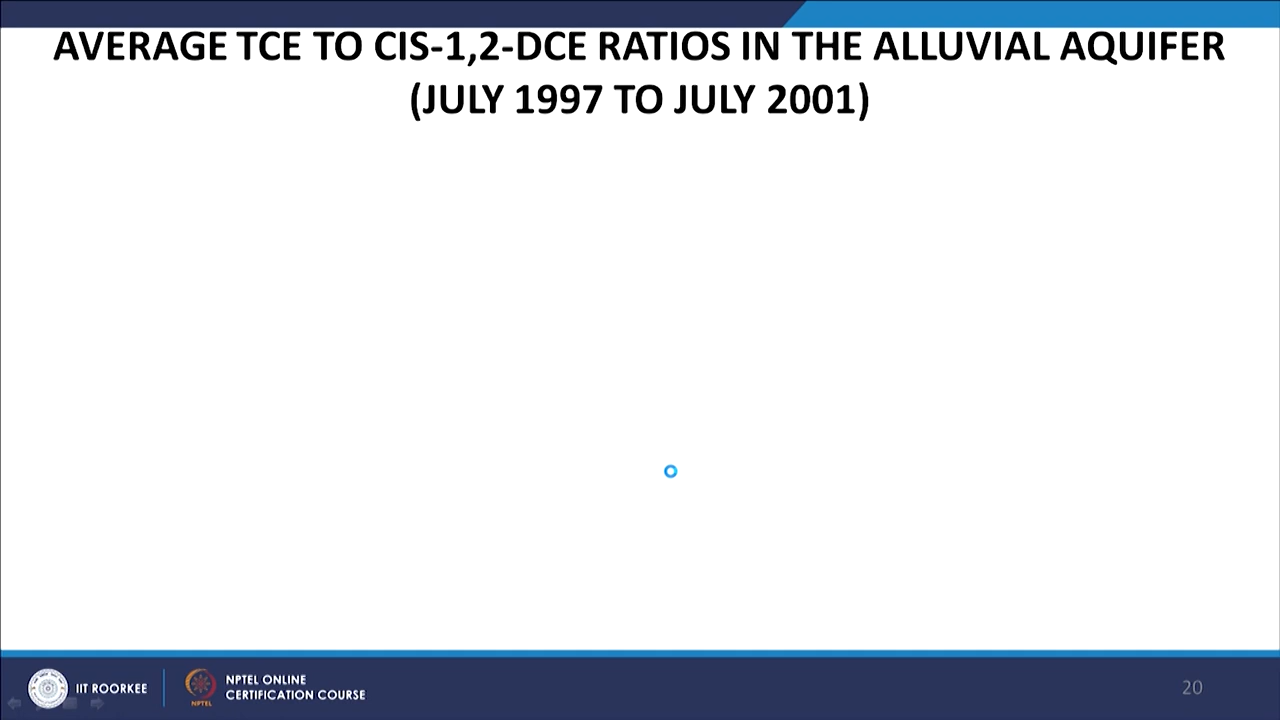 AVERAGE TCE TO CIS-1,2-DCE RATIOS IN THE ALLUVIAL AQUIFER
(JULY 1997 TO JULY 2001)
IIT ROORKEE
NPTEL
NPTEL ONLINE
CERTIFICATION COURSE
20